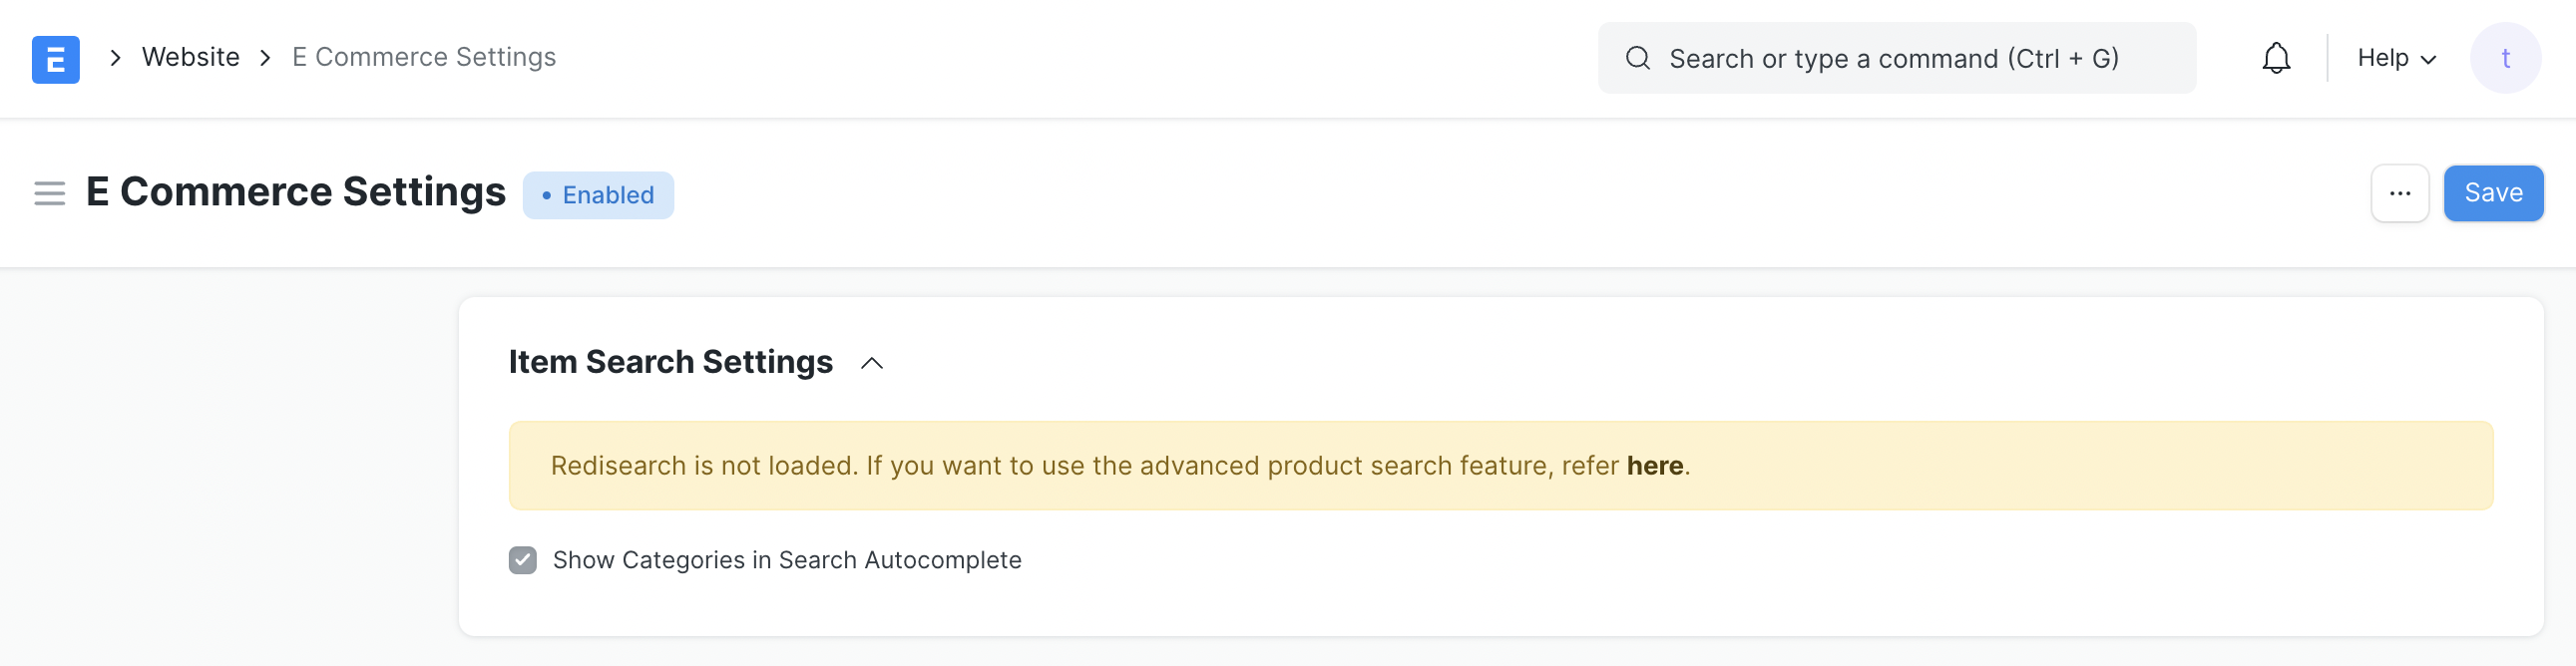 E > Website > E Commerce Settings
Search or type a command (Ctrl + G)
Help
t
E Commerce Settings
• Enabled
...
Save
Item Search Settings
Redisearch is not loaded. If you want to use the advanced product search feature, refer here.
Show Categories in Search Autocomplete